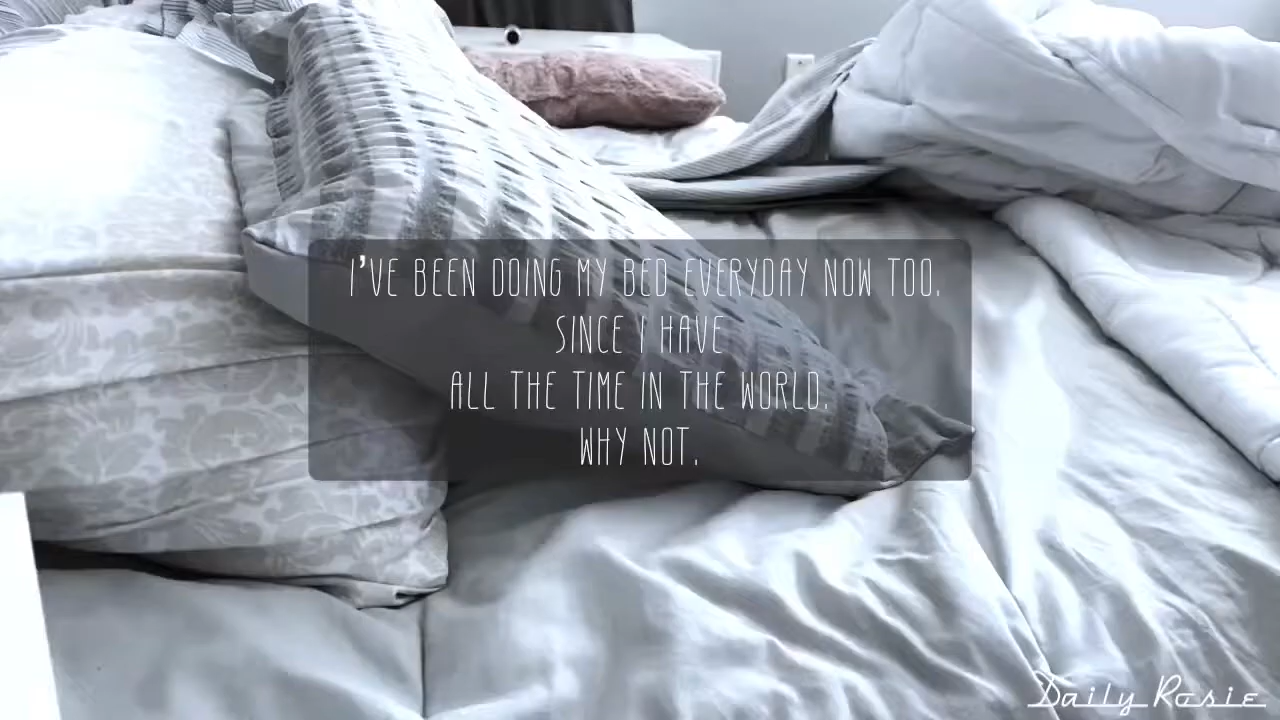 I'VE BEEN DOING MY BED EVERYDAY NOW TOO.
SINCE I HAVE
ALL THE TIME IN THE WORLD.
WHY NOT.
Daily Rosie